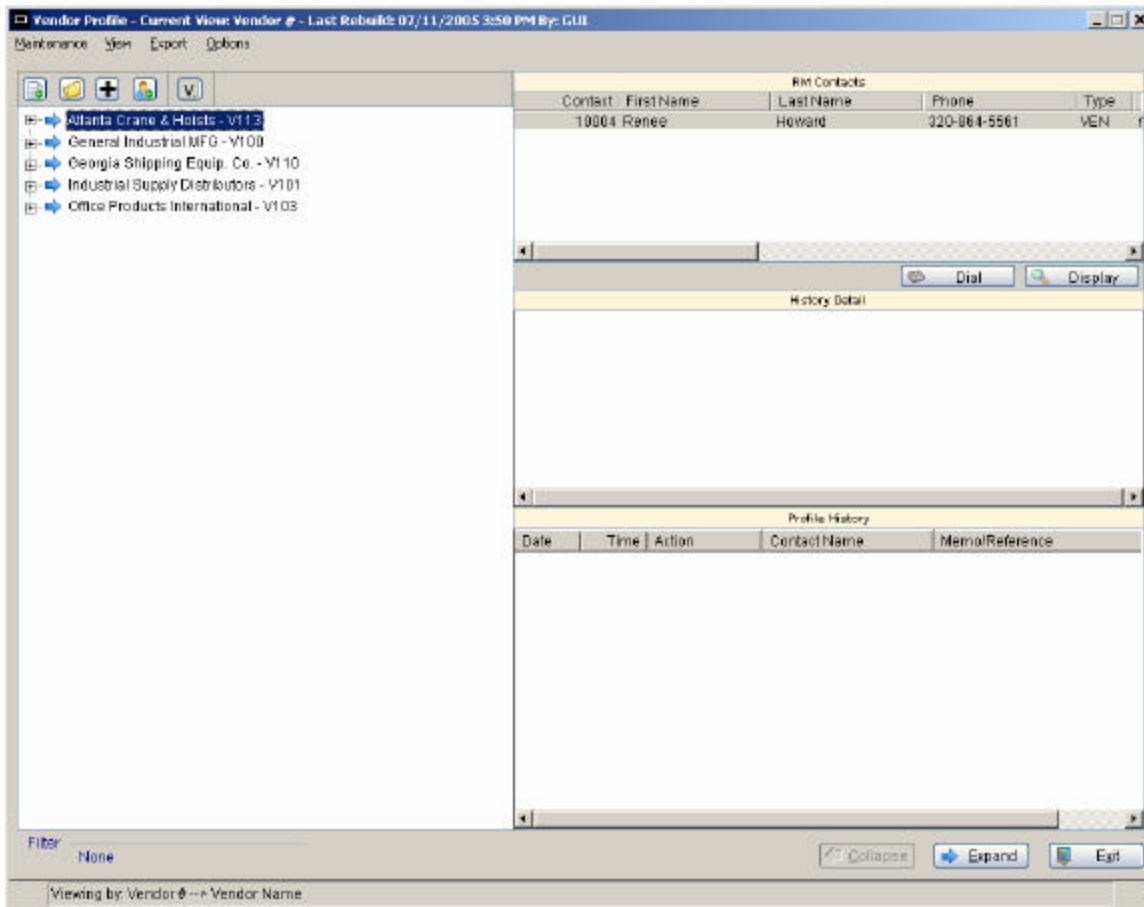 Vendor Profile - Current View: Vendor # - Last Rebuild: 07/11/2005 3:50 PM By: GUI
Maintenance View Export Options
V
RM Contacts
Contact First Name Last Name Phone Type
10004 Renee Howard 320-864-5561 VEN
Atlanta Crane & Hoists - V113
General Industrial MFG - V100
Georgia Shipping Equip. Co. - V110
Industrial Supply Distributors - V101
Office Products International - V103
Dial Display
History Detail
Profile History
Date Time Action Contact Name Memo/Reference
Filter
None
Collapse Expand Exit
Viewing by: Vendor # --> Vendor Name